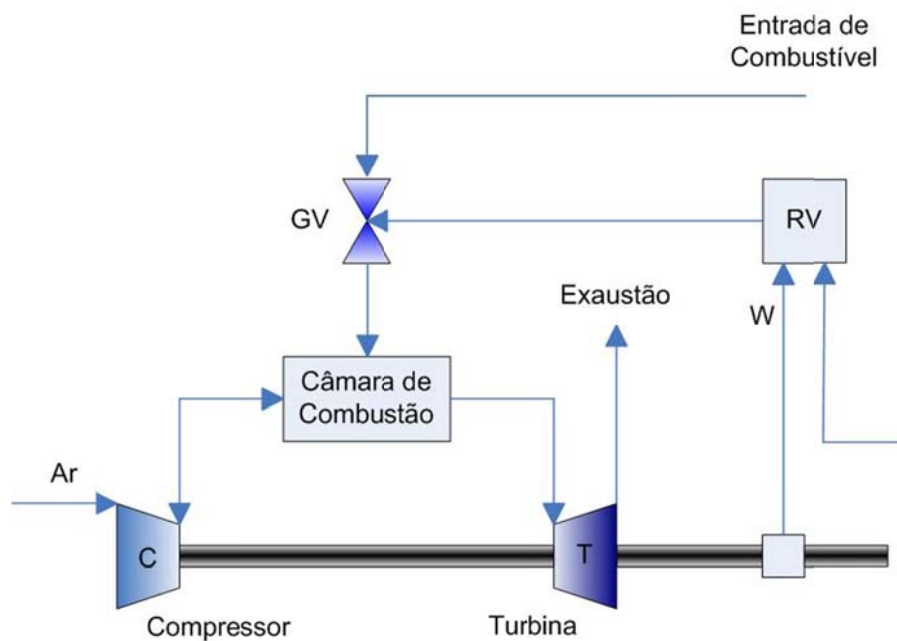 Entrada de
Combustível
GV
RV
Exaustão
W
Câmara de
Combustão
Ar
C
T
Compressor
Turbina